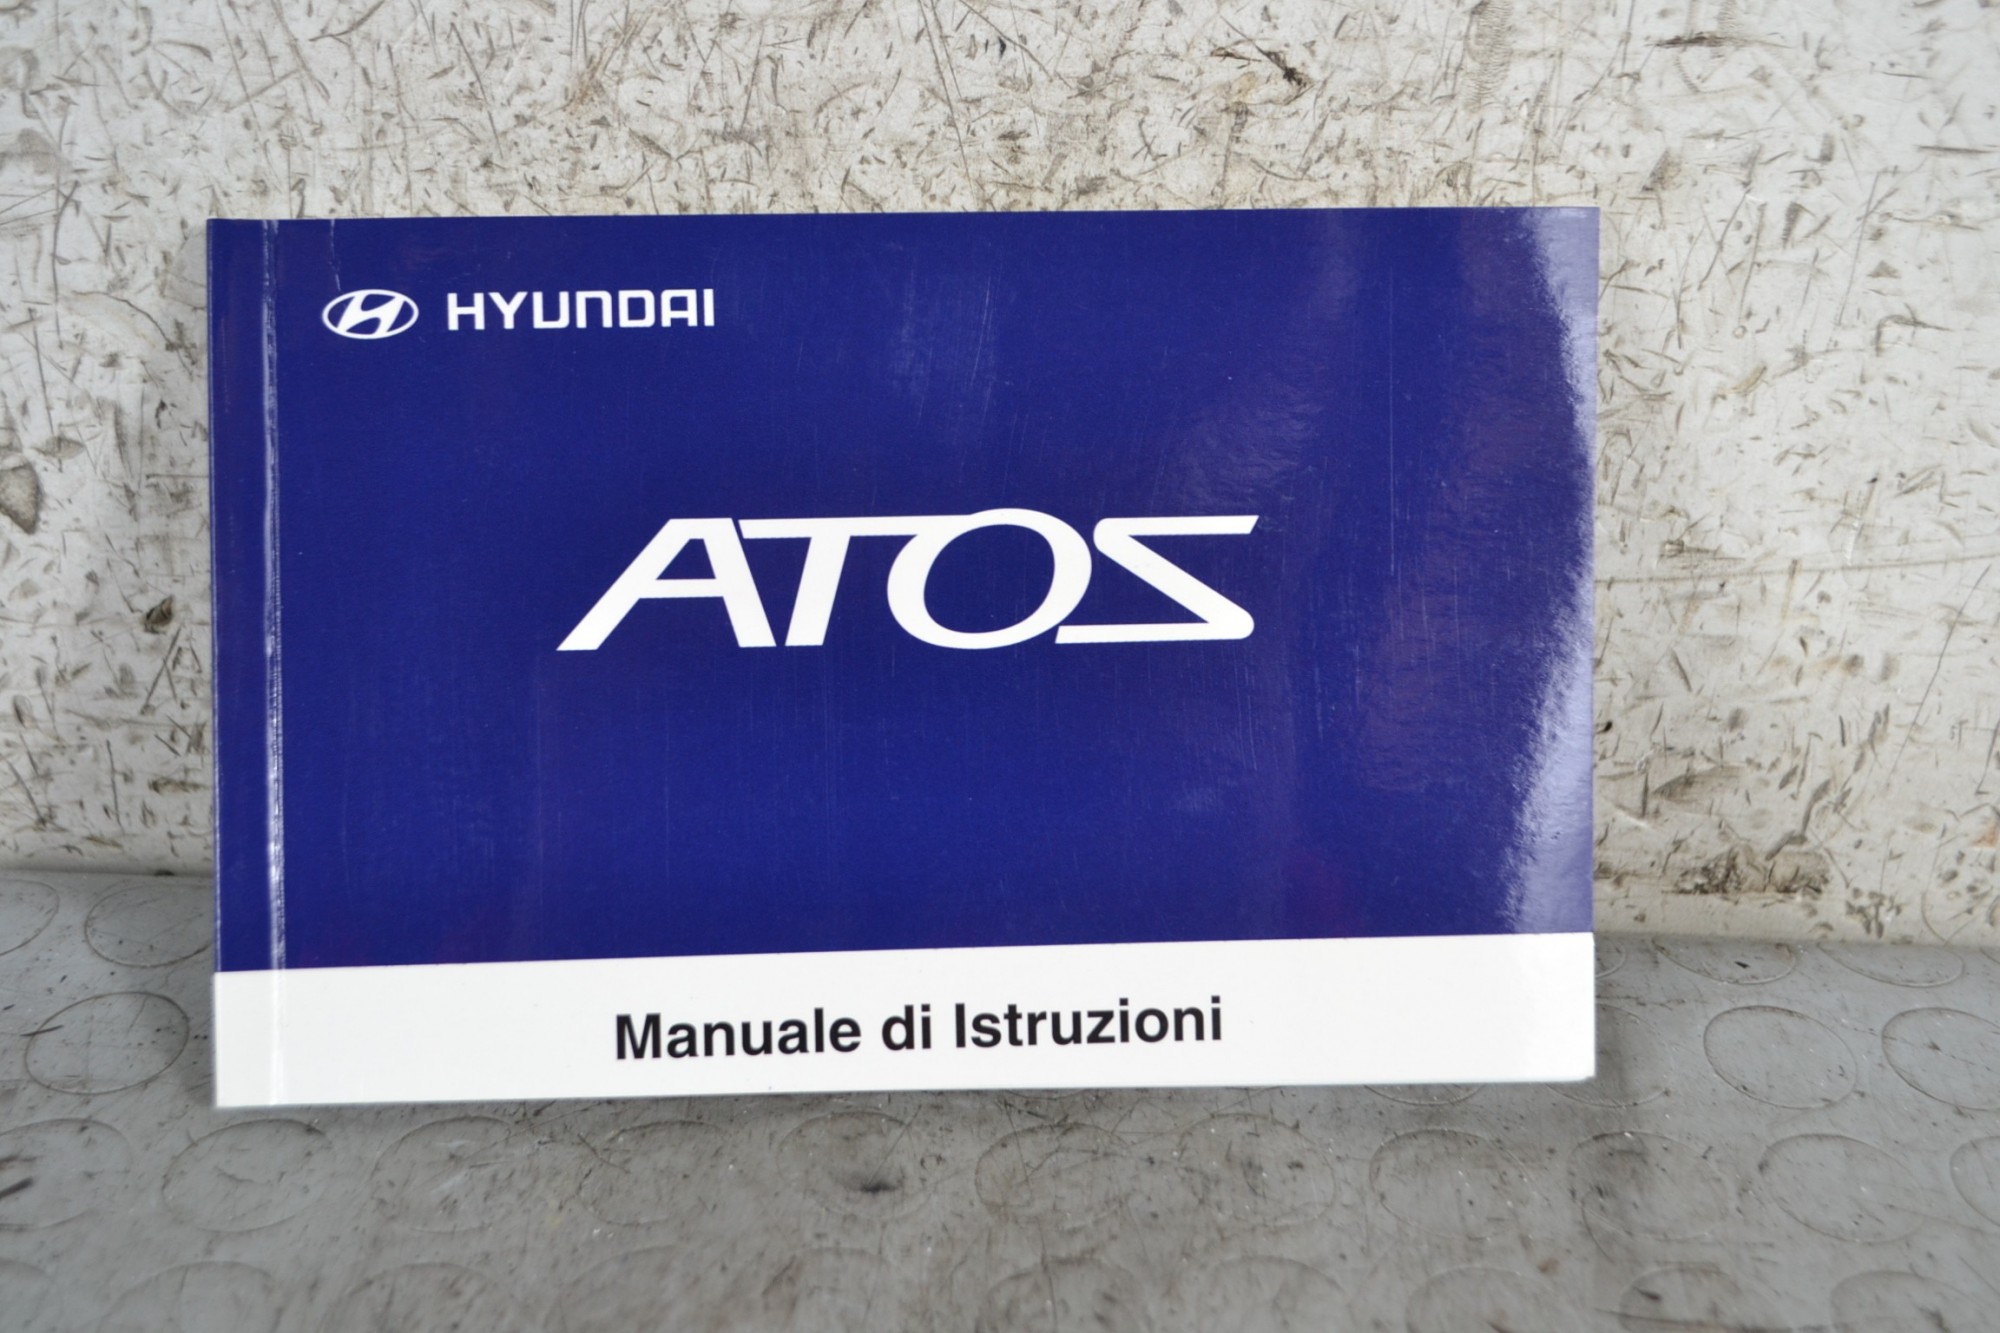 HYUNDAI
ATOS
Manuale di Istruzioni